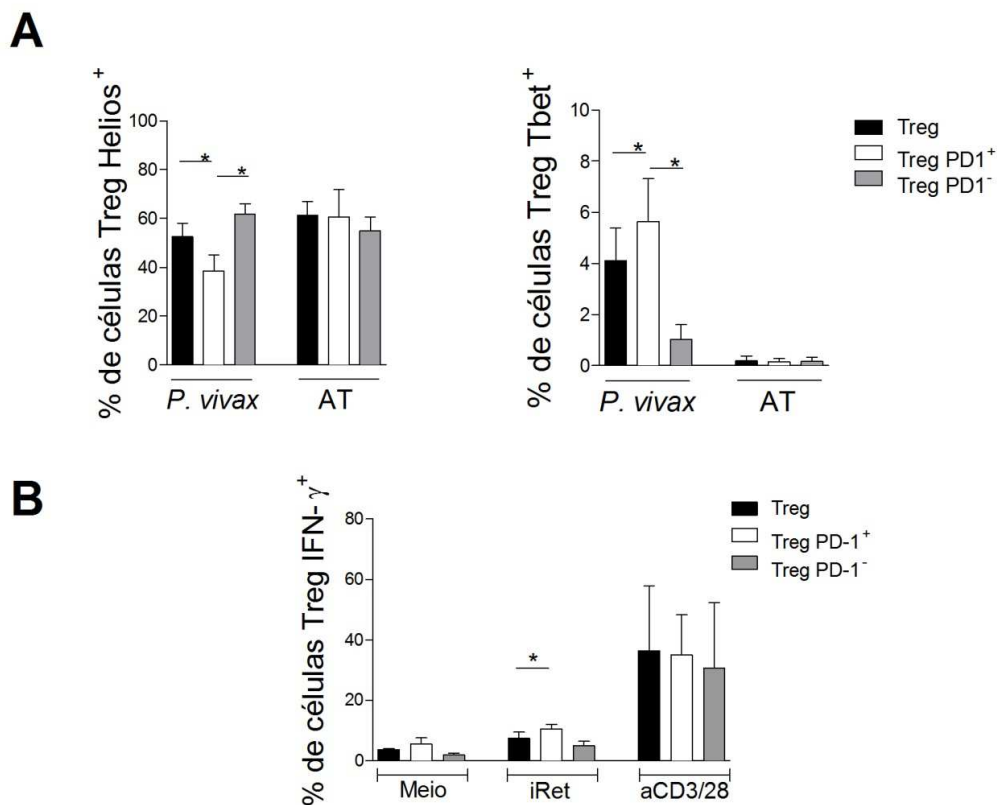 A
% de células Treg Helios+
100
80
60
40
20
0
*
*
P. vivax
AT
% de células Treg Tbet+
10
8
6
4
2
0
*
*
P. vivax
AT
Treg
Treg PD1+
Treg PD1-
B
% de células Treg IFN- γ+
80
60
40
20
0
*
Meio
iRet
aCD3/28
Treg
Treg PD-1+
Treg PD-1-